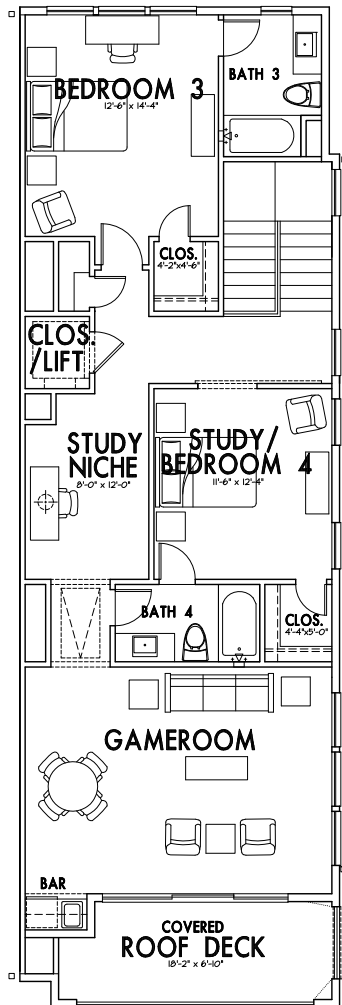 BEDROOM 3
12'-6" x 14'-4"
BATH 3
CLOS.
4'-2"x4'-6"
CLOS.
/LIFT
STUDY
NICHE
8'-0" x 12'-0"
STUDY/
BEDROOM 4
11'-6" x 12'-4"
BATH 4
CLOS.
4'-4"x5'-0"
GAMEROOM
BAR
COVERED
ROOF DECK
18'-2" x 6'-10"